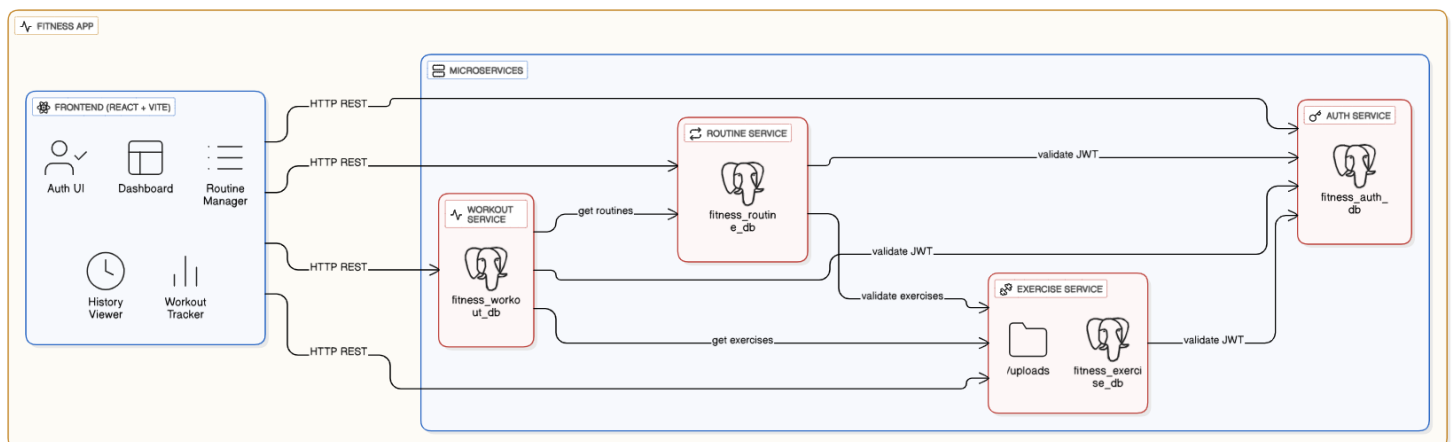 FITNESS APP
MICROSERVICES
FRONTEND (REACT + VITE)
Auth UI
Dashboard
Routine
Manager
History
Viewer
Workout
Tracker
HTTP REST
HTTP REST
HTTP REST
HTTP REST
WORKOUT
SERVICE
fitness_worko
ut_db
get routines
validate JWT
get exercises
ROUTINE SERVICE
fitness_routin
e_db
validate JWT
validate exercises
EXERCISE SERVICE
/uploads
fitness_exerci
se_db
validate JWT
AUTH SERVICE
fitness_auth_
db